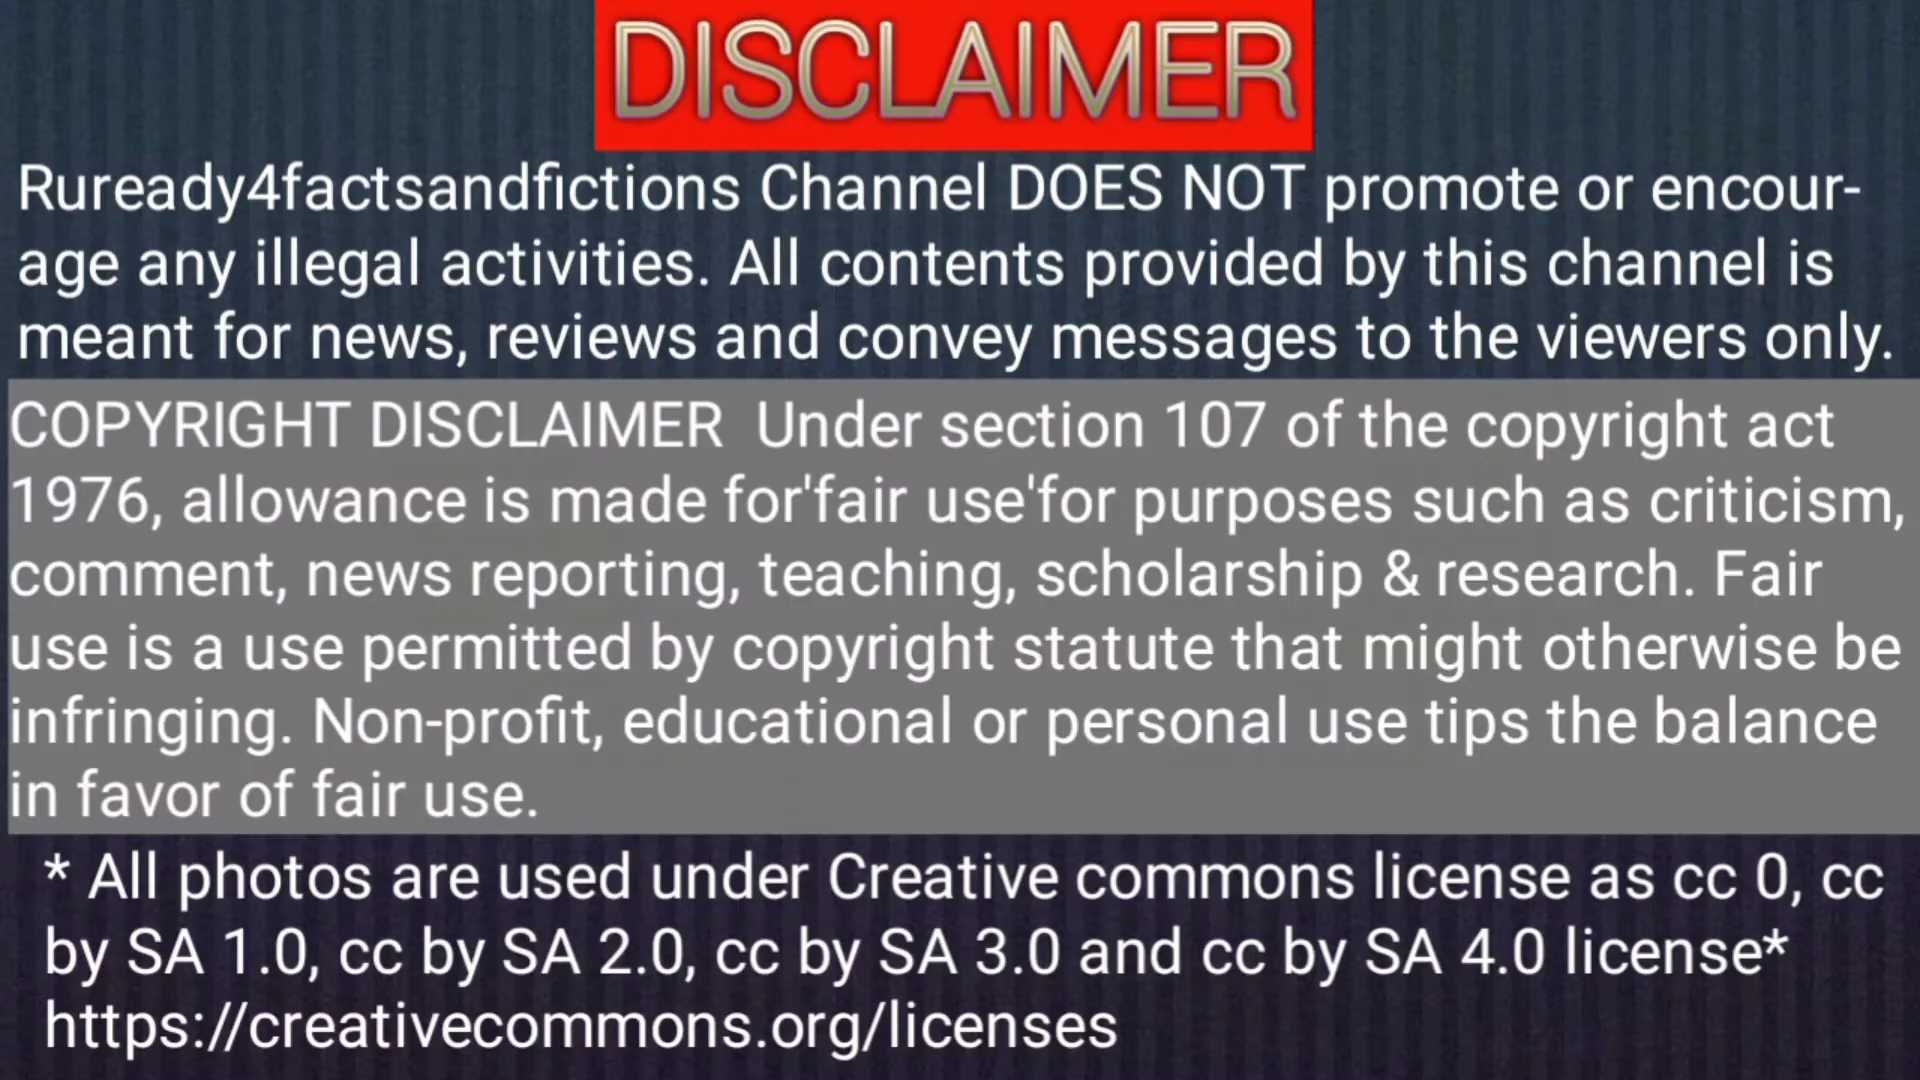 DISCLAIMER
Ruready4factsandfictions Channel DOES NOT promote or encour-
age any illegal activities. All contents provided by this channel is
meant for news, reviews and convey messages to the viewers only.
COPYRIGHT DISCLAIMER  Under section 107 of the copyright act
1976, allowance is made for'fair use'for purposes such as criticism,
comment, news reporting, teaching, scholarship & research. Fair
use is a use permitted by copyright statute that might otherwise be
infringing. Non-profit, educational or personal use tips the balance
in favor of fair use.
* All photos are used under Creative commons license as cc 0, cc
by SA 1.0, cc by SA 2.0, cc by SA 3.0 and cc by SA 4.0 license*
https://creativecommons.org/licenses